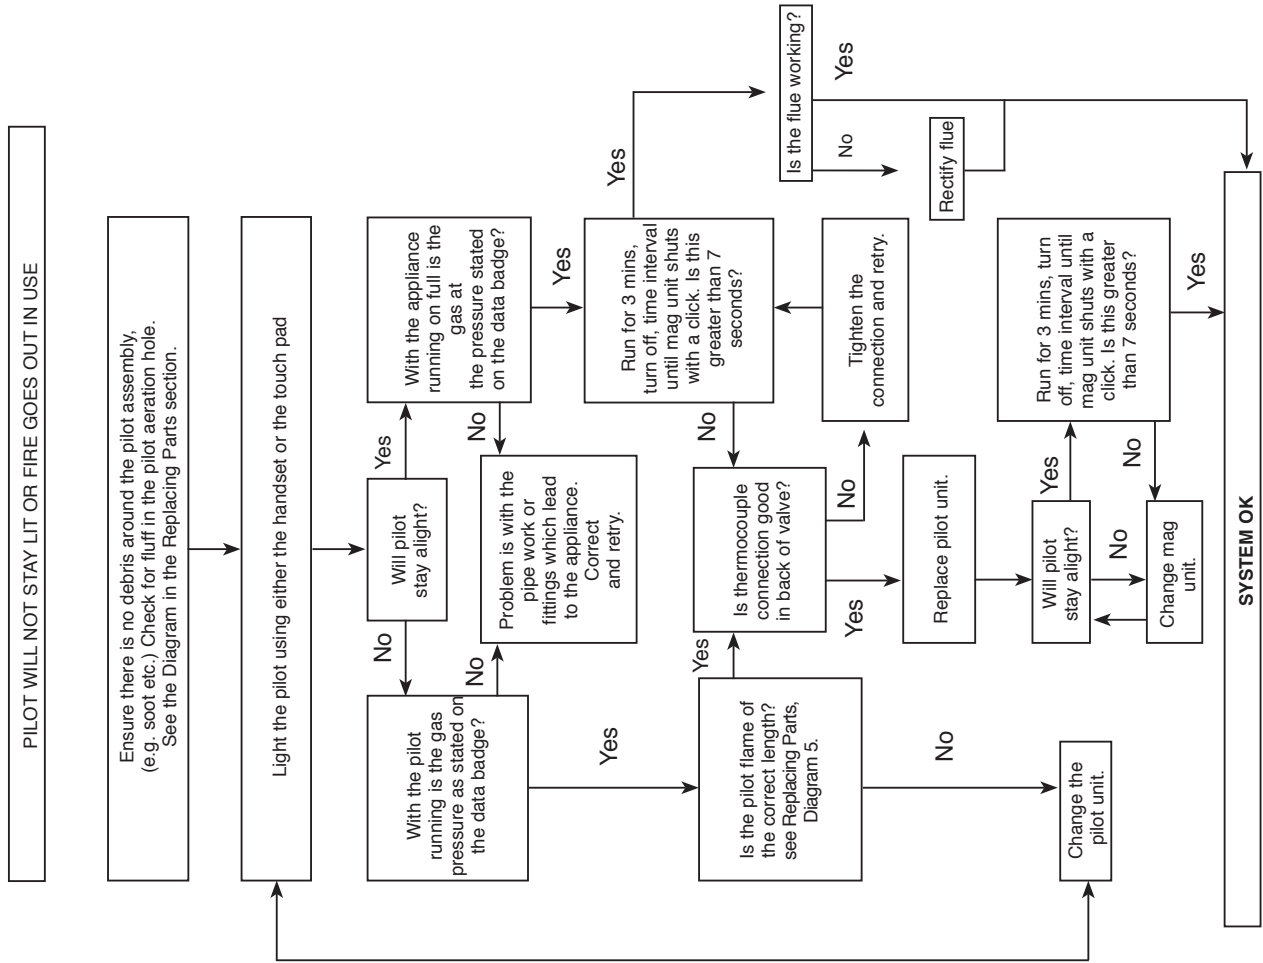 PILOT WILL NOT STAY LIT OR FIRE GOES OUT IN USE
Ensure there is no debris around the pilot assembly,
(e.g. soot etc.) Check for fluff in the pilot aeration hole.
See the Diagram in the Replacing Parts section.
Light the pilot using either the handset or the touch pad
Will pilot
stay alight?
No
Yes
With the pilot
running is the gas
pressure as stated on
the data badge?
No
Yes
With the appliance
running on full is the
gas at
the pressure stated
on the data badge?
No
Yes
Problem is with the
pipe work or
fittings which lead
to the appliance.
Correct
and retry.
Run for 3 mins,
turn off, time interval
until mag unit shuts
with a click. Is this
greater than 7
seconds?
No
Yes
Is the pilot flame of
the correct length?
see Replacing Parts,
Diagram 5.
Yes
No
Is thermocouple
connection good
in back of valve?
Yes
No
Tighten the
connection and retry.
Is the flue working?
No
Yes
Rectify flue
Replace pilot unit.
Will pilot
stay alight?
Yes
No
Run for 3 mins, turn
off, time interval until
mag unit shuts with a
click. Is this greater
than 7 seconds?
No
Yes
Change the
pilot unit.
Change mag
unit.
SYSTEM OK